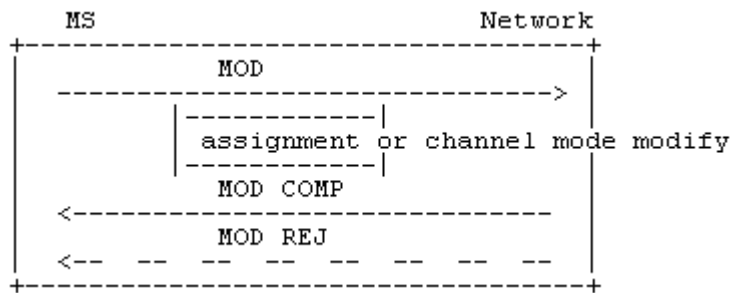 MS Network
MOD
assignment or channel mode modify
MOD COMP
MOD REJ